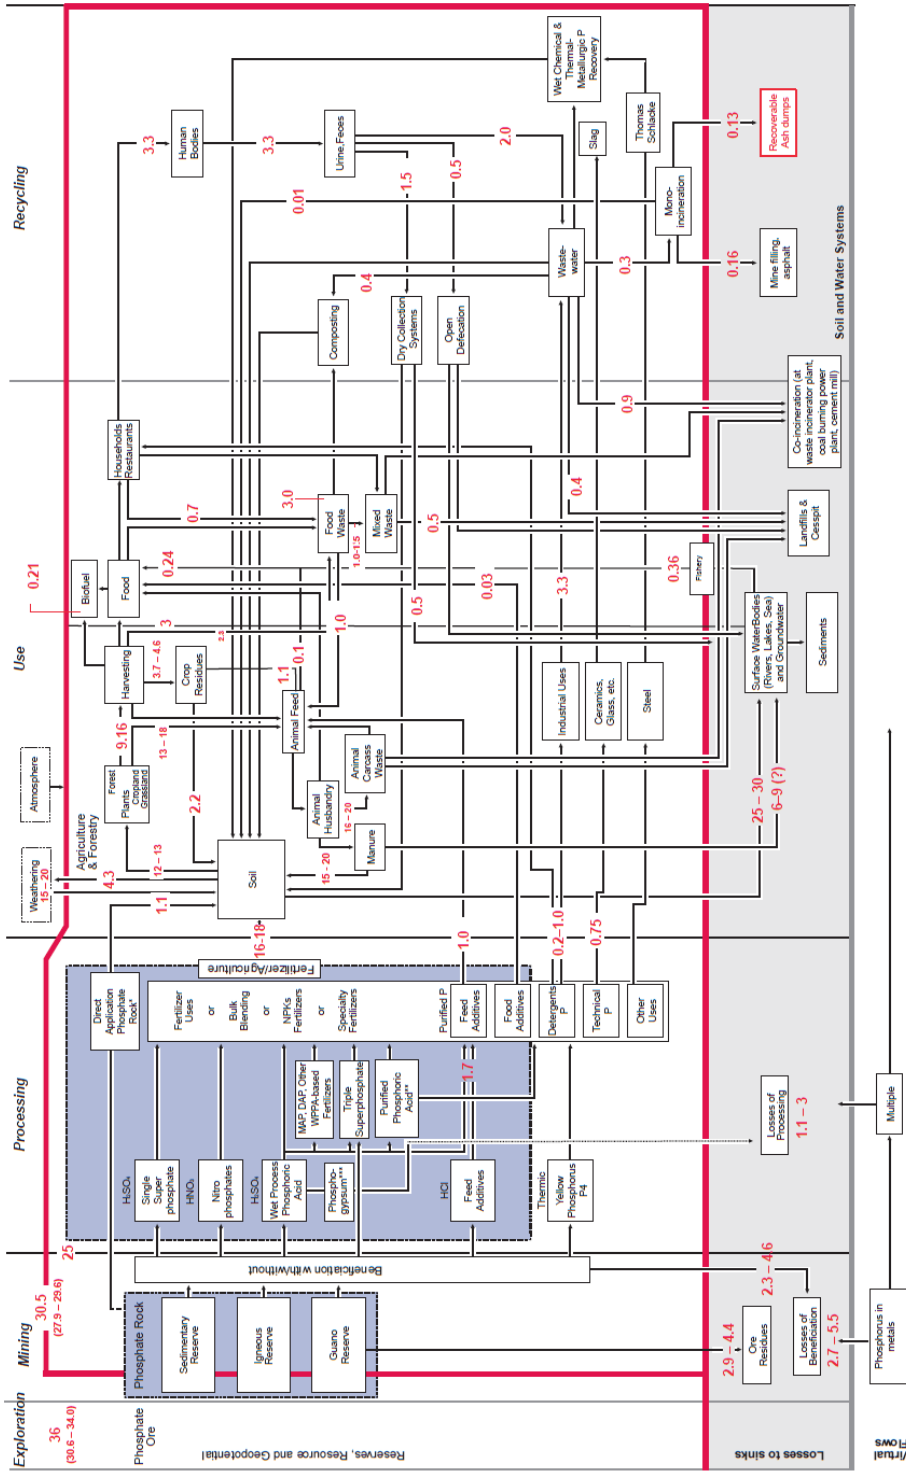 Exploration
Mining
Processing
Use
Recycling
36
(30.6 – 34.0)
Phosphate
Ore
Reserves, Resource and Geopotential
30.5
(27.9 – 29.6)
25
Phosphate Rock
Sedimentary
Reserve
Igneous
Reserve
Guano
Reserve
Beneficiation with/without
Direct
Application
Phosphate
Rock*
H₂SO₄
Single
Super
phosphate
HNO₃
Nitro
phosphates
H₂SO₄
Wet Process
Phosphoric
Acid
Phospho-
gypsum***
HCl
Feed
Additives
Thermic
Yellow
Phosphorus
P4
MAP, DAP, Other
WPPA-based
Fertilizers
Triple
Superphosphate
Purified
Phosphoric
Acid**
1.7
Fertilizer/Agriculture
Fertilizer
Uses
or
Bulk
Blending
or
NPKs
Fertilizers
or
Specialty
Fertilizers
Purified P
Feed
Additives
Food
Additives
Detergents
P
Technical
P
Other
Uses
1.1
16-18
1.0
0.2–1.0
0.75
Weathering
15 – 20
Atmosphere
4.3
Agriculture
& Forestry
12 – 13
Soil
Forest
Plants
Cropland
Grassland
9.16
13 – 18
2.2
15 - 20
Harvesting
3.7 – 4.6
Crop
Residues
3
2.3
1.1
0.1
1.0
Animal Feed
Animal
Husbandry
16 – 20
Manure
Animal
Carcass
Waste
Industrial Uses
Ceramics,
Glass, etc.
Steel
25 – 30
6–9 (?)
0.21
Biofuel
Food
0.24
0.7
3.0
Food
Waste
1.0-1.5
Mixed
Waste
0.5
0.5
0.03
3.3
0.4
0.36
Fishery
0.9
Households
Restaurants
3.3
Human
Bodies
3.3
Urine,Feoes
0.01
1.5
0.5
2.0
0.4
Composting
Dry Collection
Systems
Open
Defecation
Waste-
water
0.3
Wet Chemical &
Thermal-
Metallurgic P
Recovery
Slag
Thomas
Schlacke
Mono-
incineration
0.13
0.16
Losses to sinks
2.9 – 4.4
Ore
Residues
2.3 – 4.6
Losses of
Beneficiation
2.7 – 5.5
Losses of
Processing
1.1 – 3
Surface WaterBodies
(Rivers, Lakes, Sea)
and Groundwater
Sediments
Landfills &
Cesspit
Co-incineration (at
waste incinerator plant,
coal burning power
plant, cement mill)
Mine filling,
asphalt
Recoverable
Ash dumps
Soil and Water Systems
Virtual
Flows
Phosphorus in
metals
Multiple